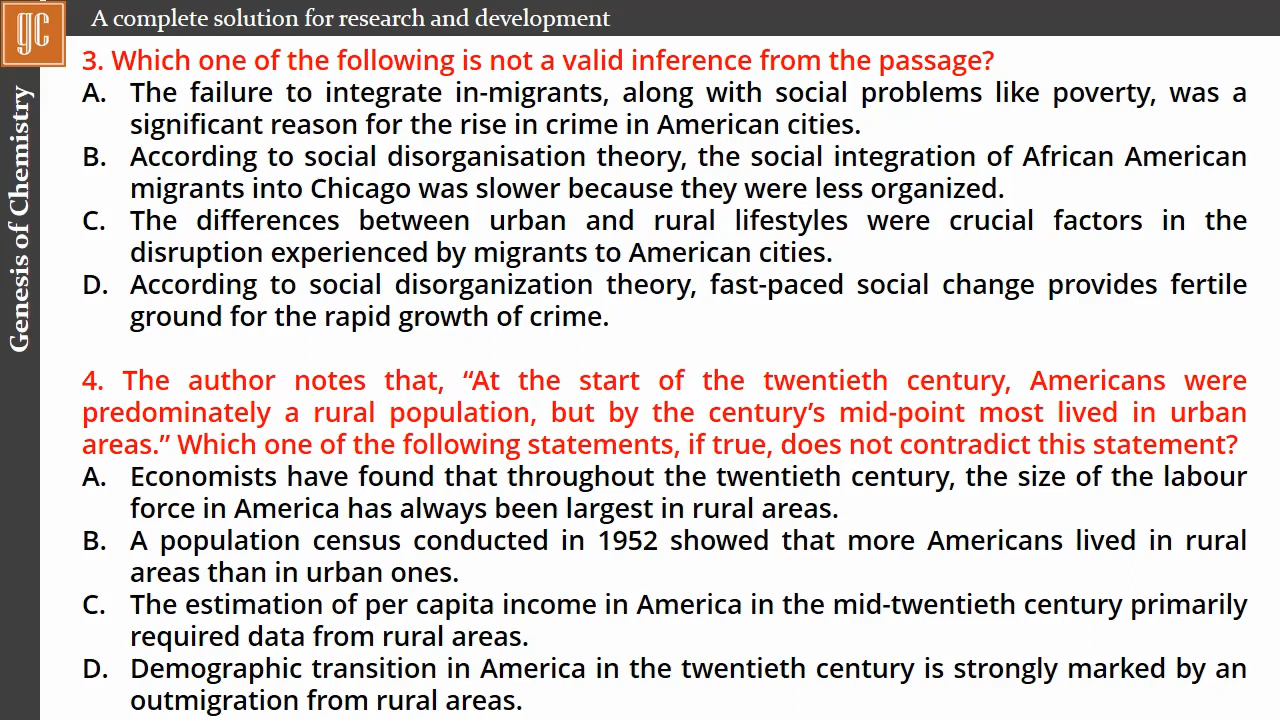 gc
A complete solution for research and development
Genesis of Chemistry
3. Which one of the following is not a valid inference from the passage?
A. The failure to integrate in-migrants, along with social problems like poverty, was a
significant reason for the rise in crime in American cities.
B. According to social disorganisation theory, the social integration of African American
migrants into Chicago was slower because they were less organized.
C. The differences between urban and rural lifestyles were crucial factors in the
disruption experienced by migrants to American cities.
D. According to social disorganization theory, fast-paced social change provides fertile
ground for the rapid growth of crime.
4. The author notes that, “At the start of the twentieth century, Americans were
predominately a rural population, but by the century’s mid-point most lived in urban
areas.” Which one of the following statements, if true, does not contradict this statement?
A. Economists have found that throughout the twentieth century, the size of the labour
force in America has always been largest in rural areas.
B. A population census conducted in 1952 showed that more Americans lived in rural
areas than in urban ones.
C. The estimation of per capita income in America in the mid-twentieth century primarily
required data from rural areas.
D. Demographic transition in America in the twentieth century is strongly marked by an
outmigration from rural areas.